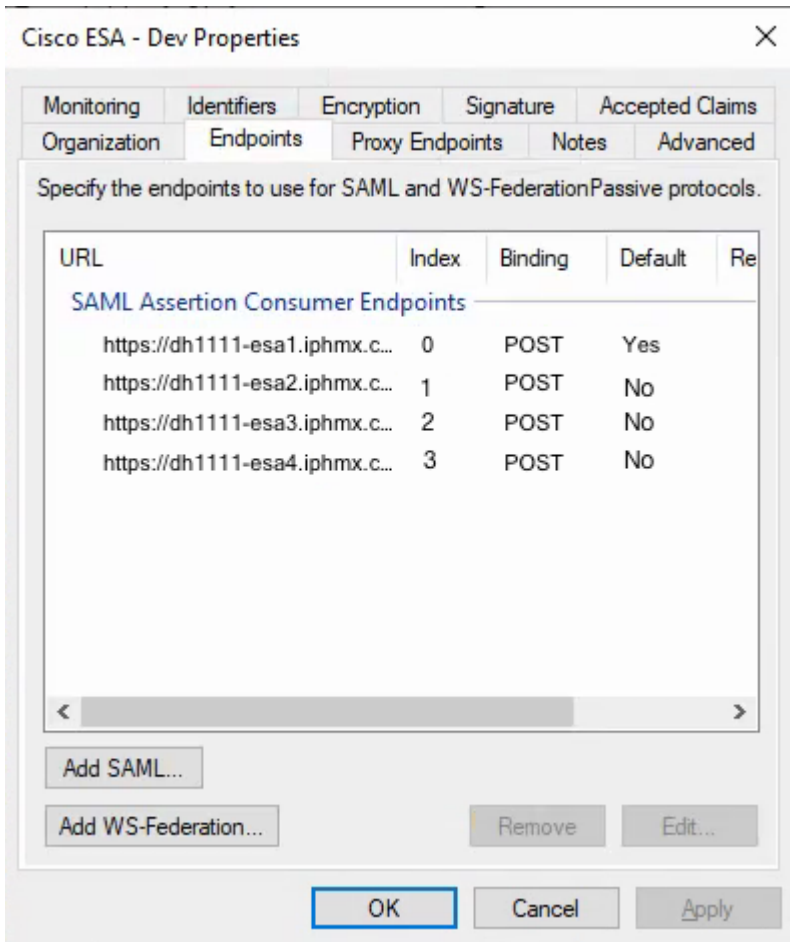 Cisco ESA - Dev Properties
Monitoring Identifiers Encryption Signature Accepted Claims
Organization Endpoints Proxy Endpoints Notes Advanced
Specify the endpoints to use for SAML and WS-FederationPassive protocols.
URL Index Binding Default Re
SAML Assertion Consumer Endpoints
https://dh1111-esa1.iphmx.c... 0 POST Yes
https://dh1111-esa2.iphmx.c... 1 POST No
https://dh1111-esa3.iphmx.c... 2 POST No
https://dh1111-esa4.iphmx.c... 3 POST No
Add SAML...
Add WS-Federation... Remove Edit...
OK Cancel Apply